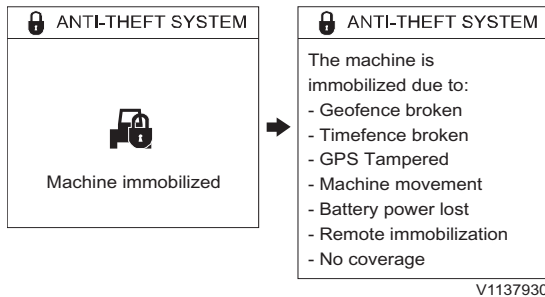 ANTI-THEFT SYSTEM
Machine immobilized
ANTI-THEFT SYSTEM
The machine is
immobilized due to:
- Geofence broken
- Timefence broken
- GPS Tampered
- Machine movement
- Battery power lost
- Remote immobilization
- No coverage
V1137930